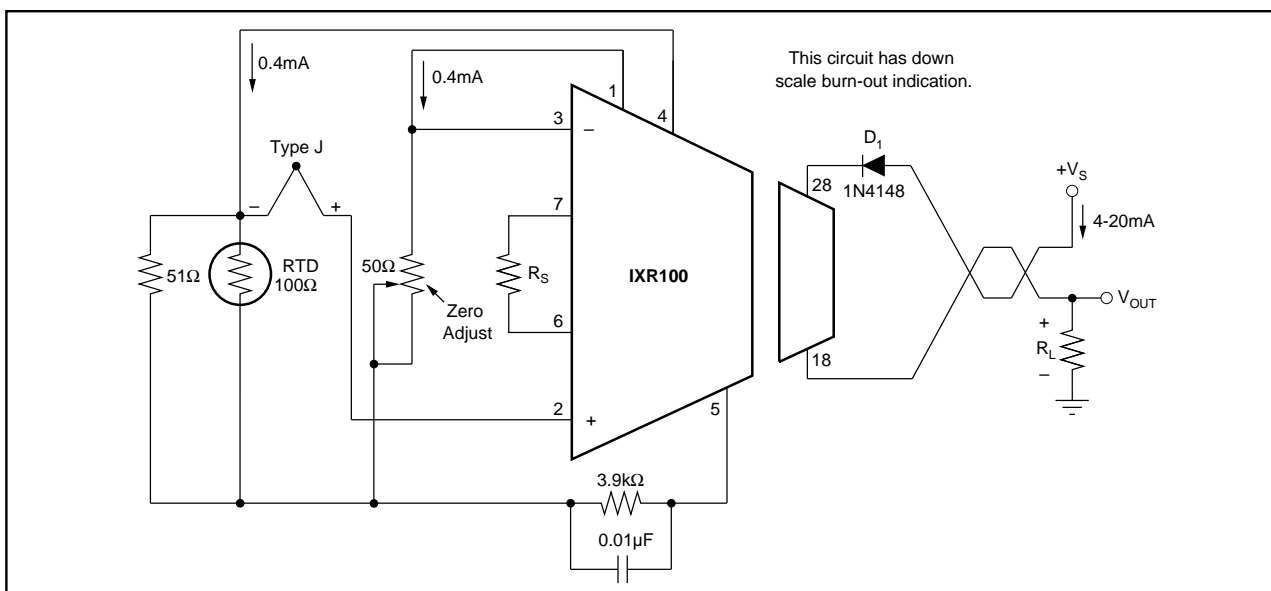 0.4mA
0.4mA
This circuit has down
scale burn-out indication.
1
4
3
–
Type J
–
+
D1
28
1N4148
+VS
4-20mA
7
51Ω
RTD
100Ω
50Ω
RS
IXR100
Zero
Adjust
6
VOUT
+
RL
–
18
2
+
5
3.9kΩ
0.01µF